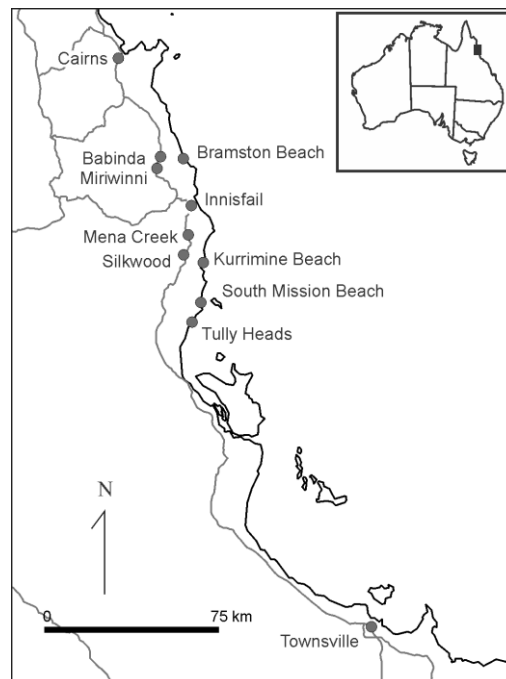 Cairns
Babinda
Bramston Beach
Miriwinni
Innisfail
Mena Creek
Silkwood
Kurrimine Beach
South Mission Beach
Tully Heads
N
0
75 km
Townsville